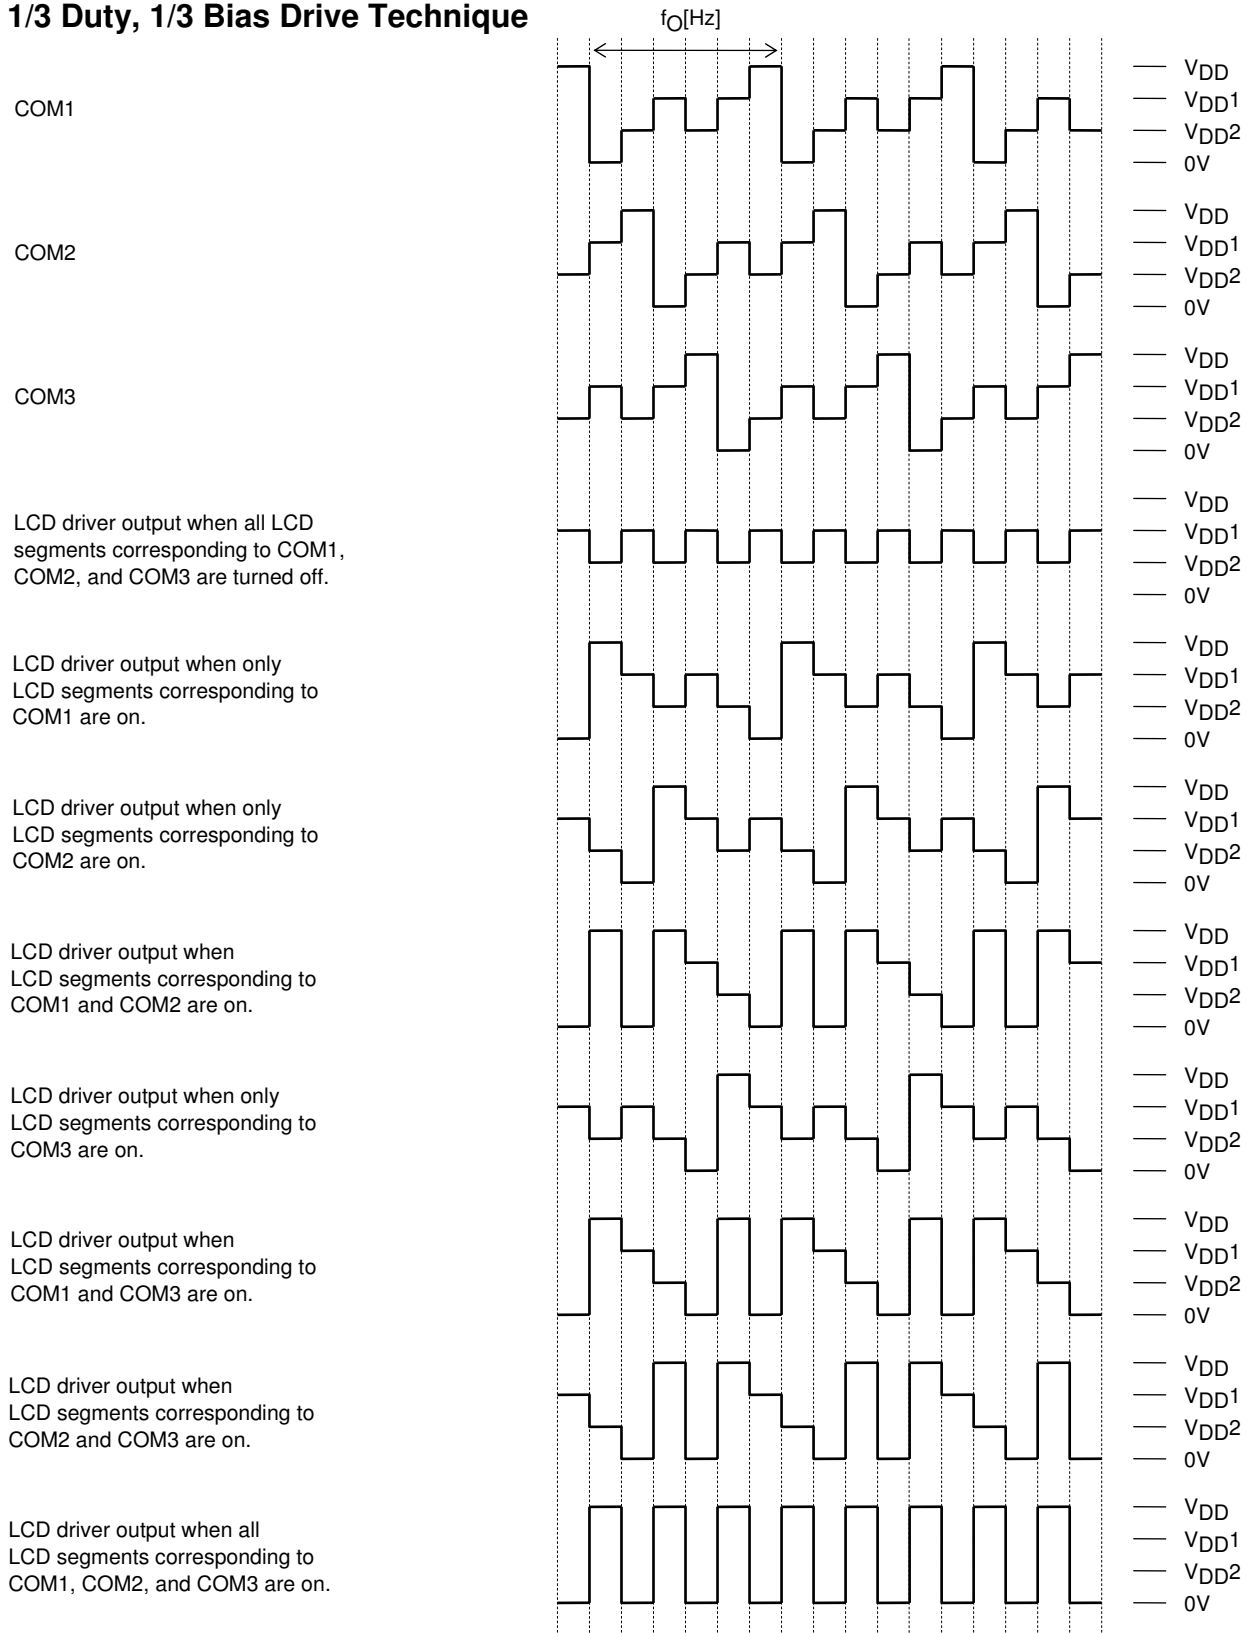 1/3 Duty, 1/3 Bias Drive Technique
fO[Hz]
COM1
VDD
VDD1
VDD2
0V
COM2
VDD
VDD1
VDD2
0V
COM3
VDD
VDD1
VDD2
0V
LCD driver output when all LCD
segments corresponding to COM1,
COM2, and COM3 are turned off.
VDD
VDD1
VDD2
0V
LCD driver output when only
LCD segments corresponding to
COM1 are on.
VDD
VDD1
VDD2
0V
LCD driver output when only
LCD segments corresponding to
COM2 are on.
VDD
VDD1
VDD2
0V
LCD driver output when
LCD segments corresponding to
COM1 and COM2 are on.
VDD
VDD1
VDD2
0V
LCD driver output when only
LCD segments corresponding to
COM3 are on.
VDD
VDD1
VDD2
0V
LCD driver output when
LCD segments corresponding to
COM1 and COM3 are on.
VDD
VDD1
VDD2
0V
LCD driver output when
LCD segments corresponding to
COM2 and COM3 are on.
VDD
VDD1
VDD2
0V
LCD driver output when all
LCD segments corresponding to
COM1, COM2, and COM3 are on.
VDD
VDD1
VDD2
0V